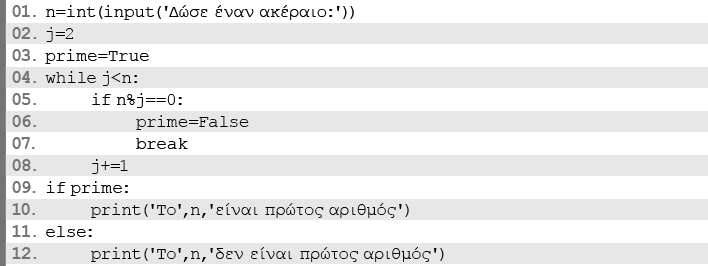 01. n=int(input('Δώσε έναν ακέραιο:'))
02. j=2
03. prime=True
04. while j<n:
05. if n%j==0:
06. prime=False
07. break
08. j+=1
09. if prime:
10. print('Το',n,'είναι πρώτος αριθμός')
11. else:
12. print('Το',n,'δεν είναι πρώτος αριθμός')